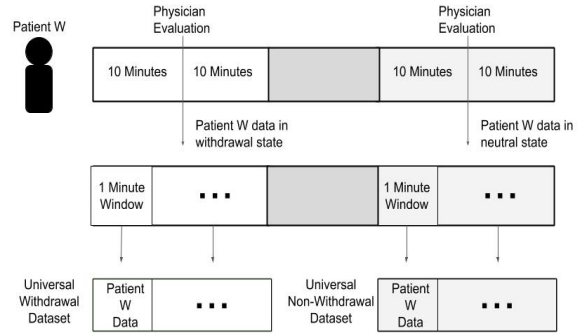 Patient W
Physician
Evaluation
Physician
Evaluation
10 Minutes
10 Minutes
10 Minutes
10 Minutes
Patient W data in
withdrawal state
Patient W data in
neutral state
1 Minute
Window
...
1 Minute
Window
...
Universal
Withdrawal
Dataset
Patient
W
Data
...
Universal
Non-Withdrawal
Dataset
Patient
W
Data
...